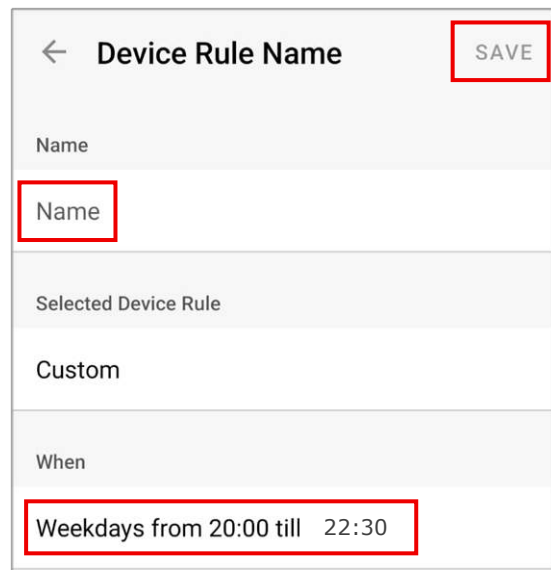 Device Rule Name SAVE
Name
Name
Selected Device Rule
Custom
When
Weekdays from 20:00 till 22:30